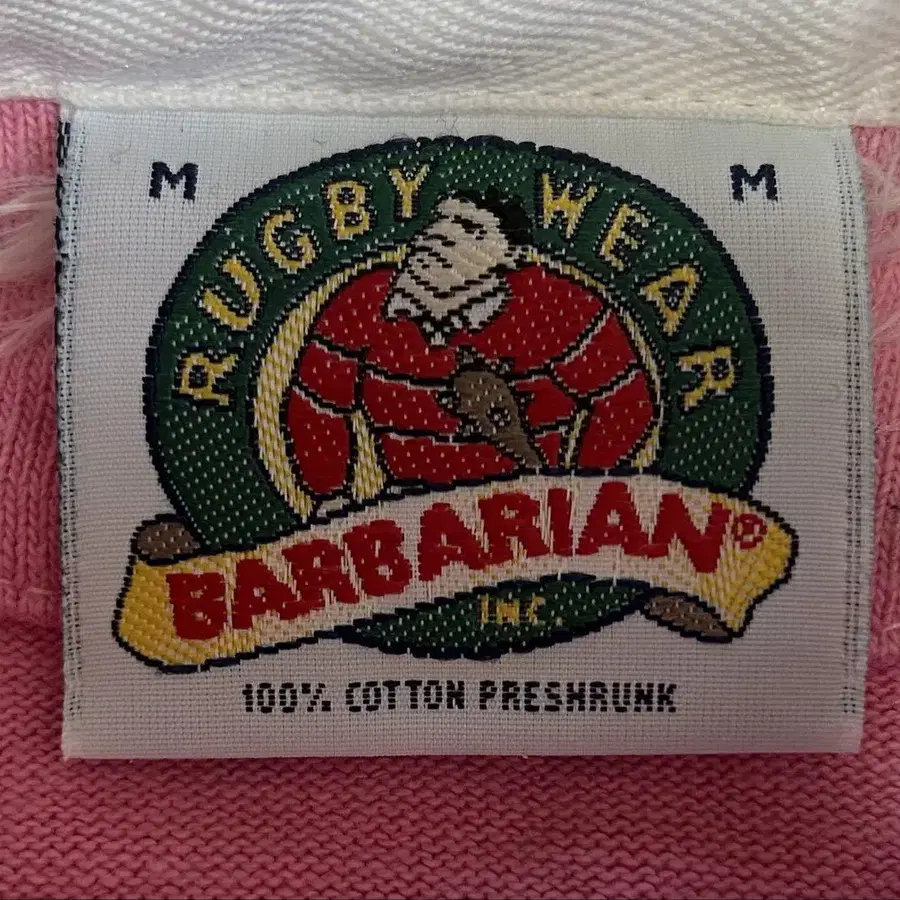 M M
RUGBY WEAR
BARBARIAN®
INC.
100% COTTON PRESHRUNK